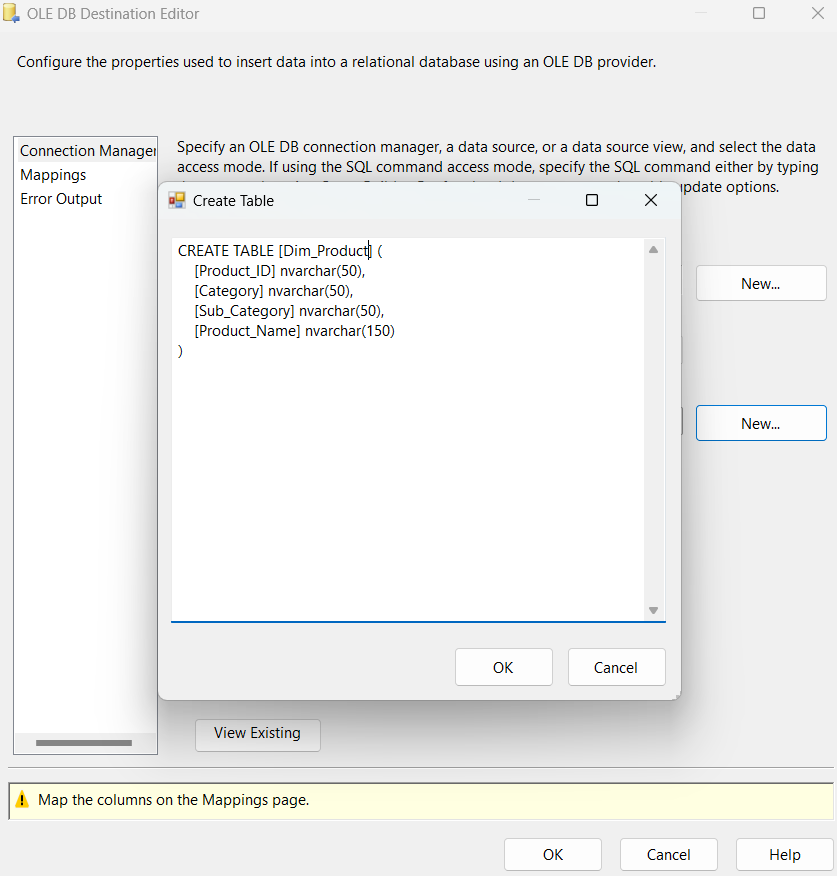 OLE DB Destination Editor
Configure the properties used to insert data into a relational database using an OLE DB provider.
Connection Manager
Mappings
Error Output
Specify an OLE DB connection manager, a data source, or a data source view, and select the data
access mode. If using the SQL command access mode, specify the SQL command either by typing
update options.
Create Table
CREATE TABLE [Dim_Product] (
[Product_ID] nvarchar(50),
[Category] nvarchar(50),
[Sub_Category] nvarchar(50),
[Product_Name] nvarchar(150)
)
New...
New...
OK
Cancel
View Existing
Map the columns on the Mappings page.
OK
Cancel
Help